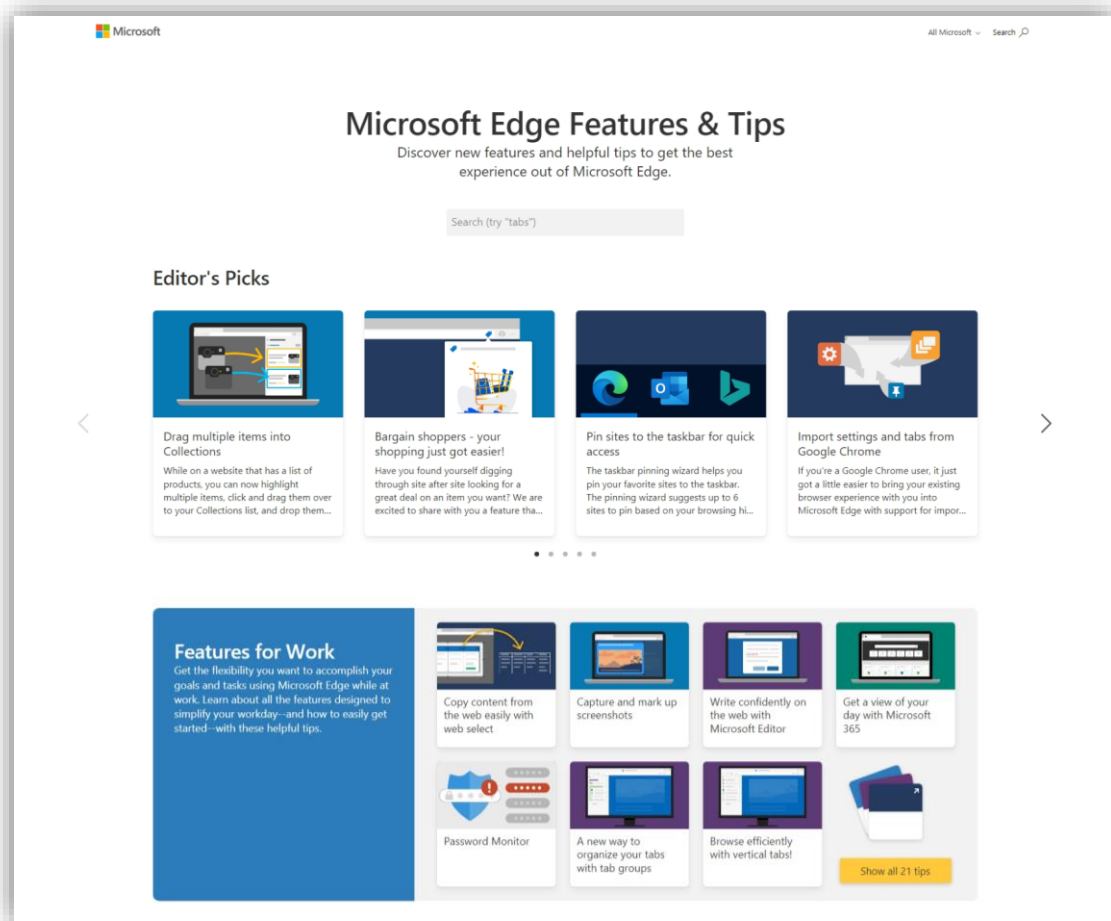 Microsoft
All Microsoft
Search
Microsoft Edge Features & Tips
Discover new features and helpful tips to get the best
experience out of Microsoft Edge.
Search (try "tabs")
Editor's Picks
Drag multiple items into
Collections
While on a website that has a list of
products, you can now highlight
multiple items, click and drag them over
to your Collections list, and drop them...
Bargain shoppers - your
shopping just got easier!
Have you found yourself digging
through site after site looking for a
great deal on an item you want? We are
excited to share with you a feature tha...
Pin sites to the taskbar for quick
access
The taskbar pinning wizard helps you
pin your favorite sites to the taskbar.
The pinning wizard suggests up to 6
sites to pin based on your browsing hi...
Import settings and tabs from
Google Chrome
If you're a Google Chrome user, it just
got a little easier to bring your existing
browser experience with you into
Microsoft Edge with support for impor...
Features for Work
Get the flexibility you want to accomplish your
goals and tasks using Microsoft Edge while at
work. Learn about all the features designed to
simplify your workday--and how to easily get
started--with these helpful tips.
Copy content from
the web easily with
web select
Capture and mark up
screenshots
Write confidently on
the web with
Microsoft Editor
Get a view of your
day with Microsoft
365
Password Monitor
A new way to
organize your tabs
with tab groups
Browse efficiently
with vertical tabs!
Show all 21 tips